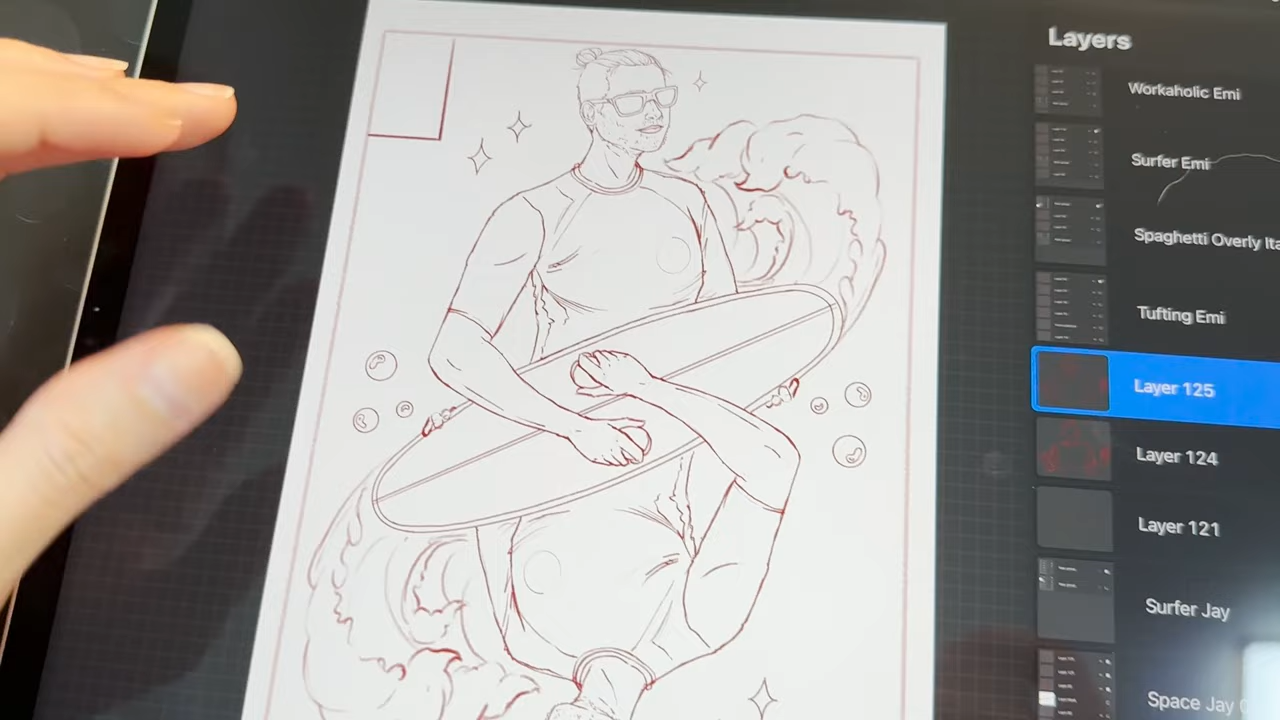 Layers
Workaholic Emi
Surfer Emi
Spaghetti Overly Ita
Tufting Emi
Layer 125
Layer 124
Layer 121
Surfer Jay
Space Jay